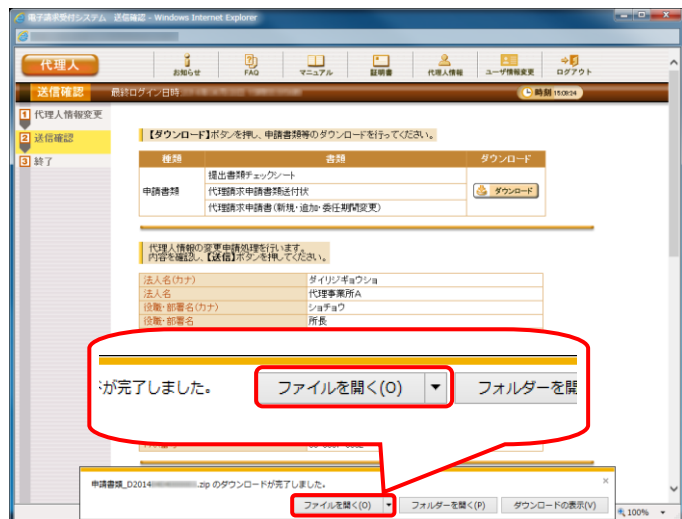 電子請求受付システム 送信確認 - Windows Internet Explorer
代理人
お知らせ
FAQ
マニュアル
証明書
代理人情報
ユーザ情報変更
ログアウト
送信確認
最終ログイン日時
時刻 15:09:34
1 代理人情報変更
2 送信確認
3 終了
【ダウンロード】ボタンを押し、申請書類等のダウンロードを行ってください。
種類 書類 ダウンロード
提出書類チェックシート
申請書類 代理請求申請書類送付状 ダウンロード
代理請求申請書(新規・追加・委任期間変更)
代理人情報の変更申請処理を行います。
内容を確認し、【送信】ボタンを押してください。
法人名(カナ) ダイリジギョウショ
法人名 代理事業所A
役職・部署名(カナ) ショチョウ
役職・部署名 所長
が完了しました。
ファイルを開く(O) ▼
フォルダーを開
申請書類_D2014 .zip のダウンロードが完了しました。
×
ファイルを開く(O) ▼
フォルダーを開く(P)
ダウンロードの表示(V)
100%